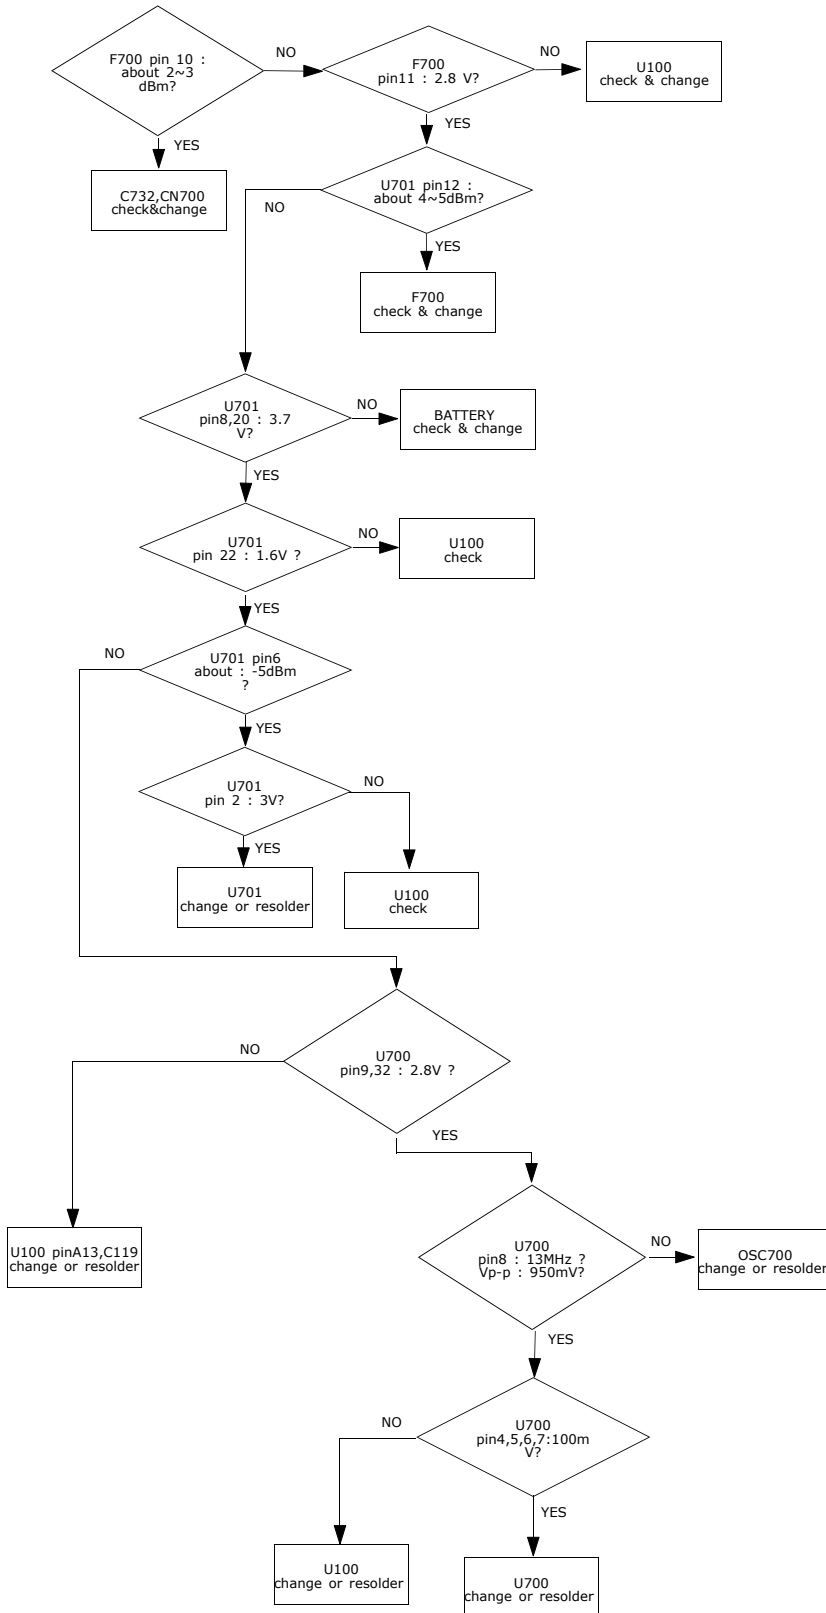 F700 pin 10 :
about 2~3
dBm?
NO
F700
pin11 : 2.8 V?
NO
U100
check & change
YES
YES
C732,CN700
check&change
U701 pin12 :
about 4~5dBm?
NO
YES
F700
check & change
U701
pin8,20 : 3.7
V?
NO
BATTERY
check & change
YES
U701
pin 22 : 1.6V ?
NO
U100
check
YES
NO
U701 pin6
about : -5dBm
?
YES
U701
pin 2 : 3V?
NO
YES
U701
change or resolder
U100
check
U700
pin9,32 : 2.8V ?
NO
YES
U100 pinA13,C119
change or resolder
U700
pin8 : 13MHz ?
Vp-p : 950mV?
NO
OSC700
change or resolder
YES
U700
pin4,5,6,7:100m
V?
NO
YES
U100
change or resolder
U700
change or resolder